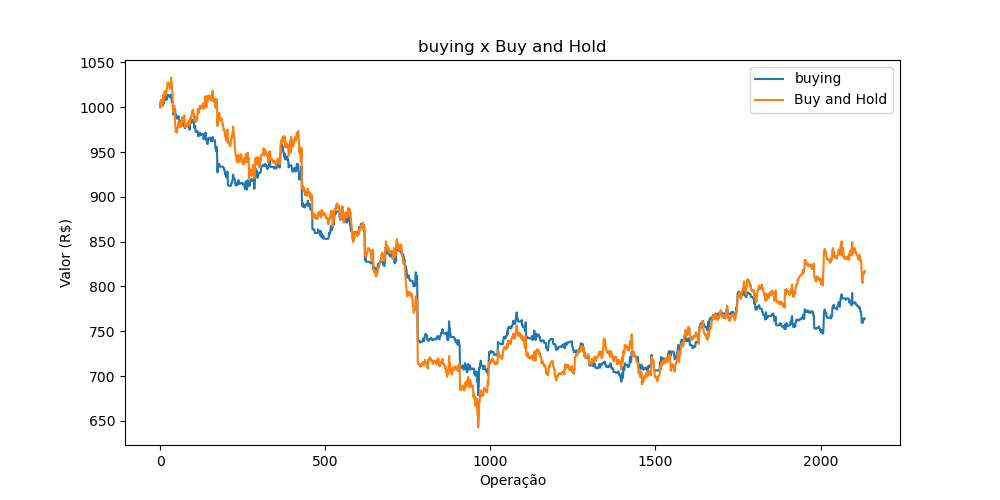 buying x Buy and Hold
buying
Buy and Hold
Valor (R$)
1050
1000
950
900
850
800
750
700
650
0 500 1000 1500 2000
Operação